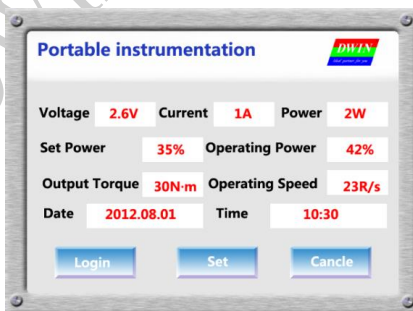 Portable instrumentation
DWIN
Voltage 2.6V Current 1A Power 2W
Set Power 35% Operating Power 42%
Output Torque 30N·m Operating Speed 23R/s
Date 2012.08.01 Time 10:30
Login Set Cancle